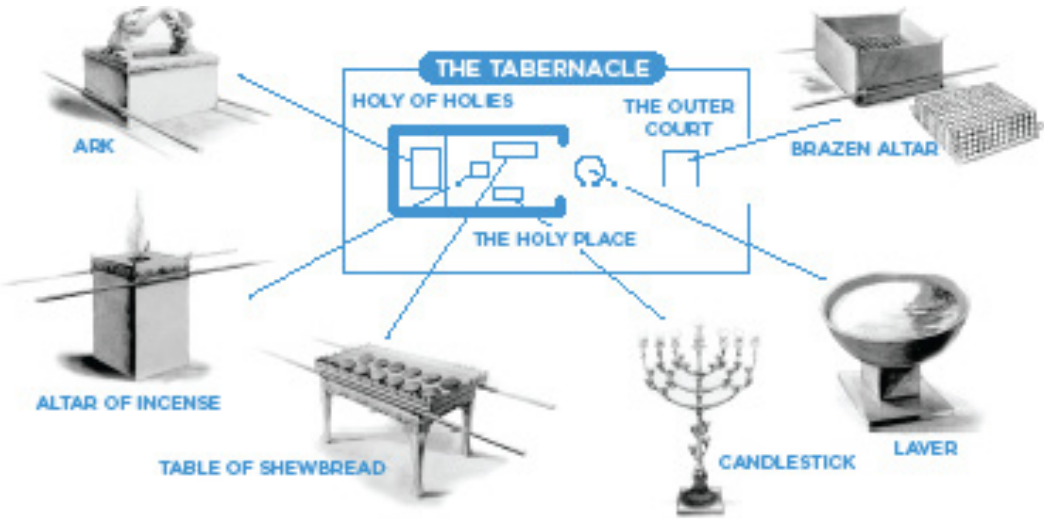 THE TABERNACLE
HOLY OF HOLIES
THE OUTER
COURT
ARK
BRAZEN ALTAR
THE HOLY PLACE
ALTAR OF INCENSE
TABLE OF SHEWBREAD
CANDLESTICK
LAVER